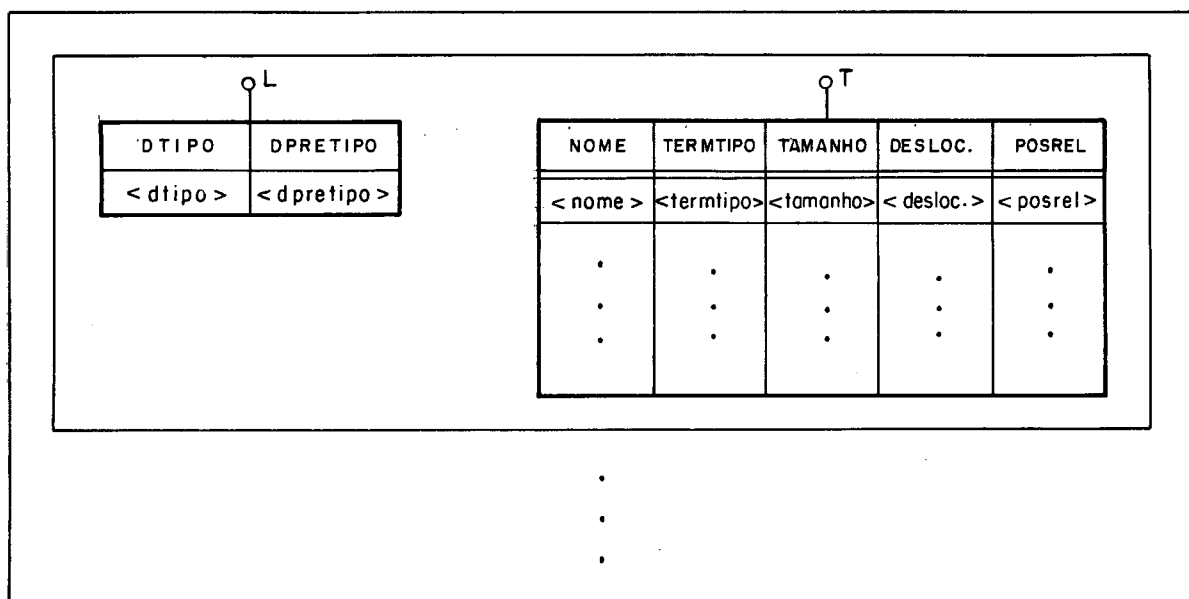 L
DTIPO DPRETIPO
<dtipo> <dpretipo>
T
NOME TERMTIPO TAMANHO DESLOC. POSREL
<nome> <termtipo> <tamanho> <desloc.> <posrel>